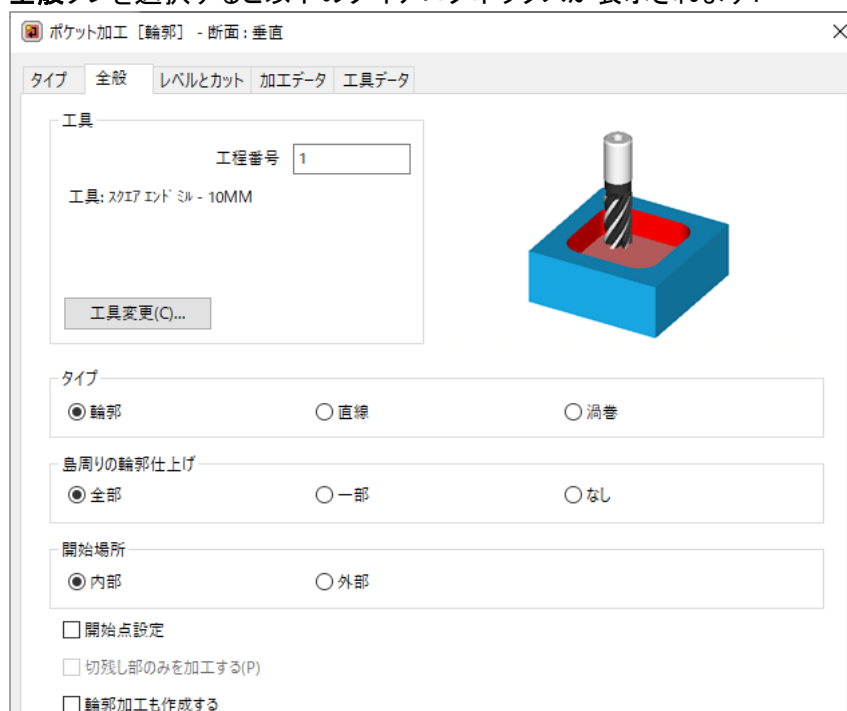 全般タブを選択すると以下のダイアログボックスが表示されます：
ポケット加工［輪郭］ - 断面：垂直
タイプ 全般 レベルとカット 加工データ 工具データ
工具
工程番号 1
工具: ｽｸｴｱ ｴﾝﾄﾞ ﾐﾙ - 10MM
工具変更(C)...
タイプ
輪郭 直線 渦巻
島周りの輪郭仕上げ
全部 一部 なし
開始場所
内部 外部
開始点設定
切残し部のみを加工する(P)
輪郭加工も作成する